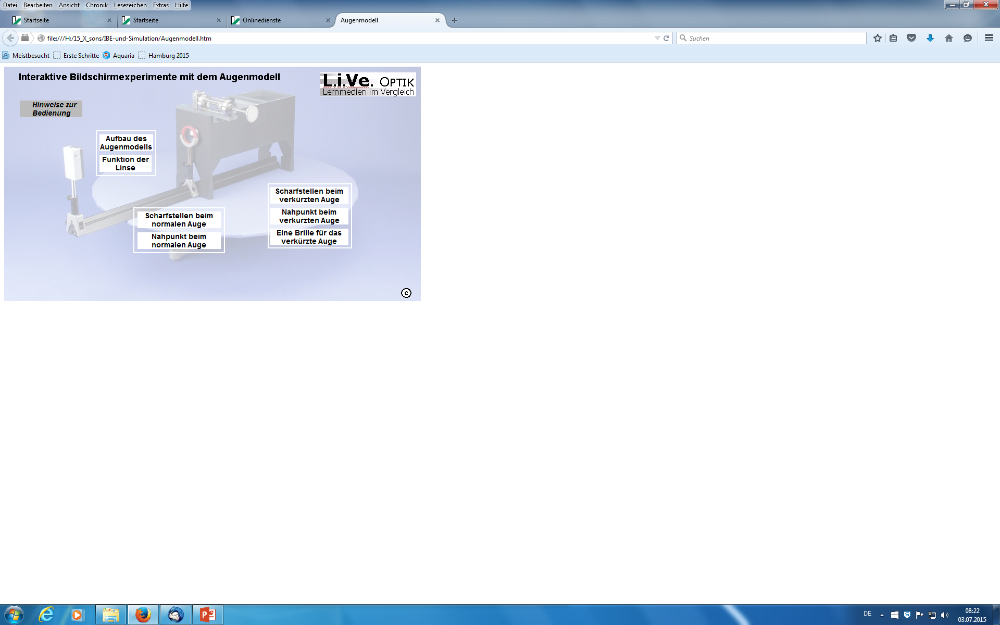 Datei Bearbeiten Ansicht Chronik Lesezeichen Extras Hilfe
Startseite Startseite Onlinedienste Augenmodell
file:///H:/15_X_sons/IBE-und-Simulation/Augenmodell.htm Suchen
Meistbesucht Erste Schritte Aquaria Hamburg 2015
Interaktive Bildschirmexperimente mit dem Augenmodell
L.i.Ve. OPTIK
Lernmedien im Vergleich
Hinweise zur
Bedienung
Aufbau des
Augenmodells
Funktion der
Linse
Scharfstellen beim
normalen Auge
Nahpunkt beim
normalen Auge
Scharfstellen beim
verkürzten Auge
Nahpunkt beim
verkürzten Auge
Eine Brille für das
verkürzte Auge
c
DE
08:22
03.07.2015